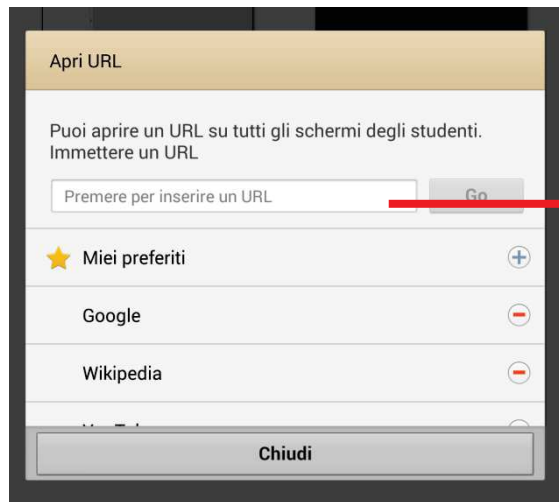 Apri URL
Puoi aprire un URL su tutti gli schermi degli studenti.
Immettere un URL
Premere per inserire un URL
Go
Miei preferiti
Google
Wikipedia
Chiudi